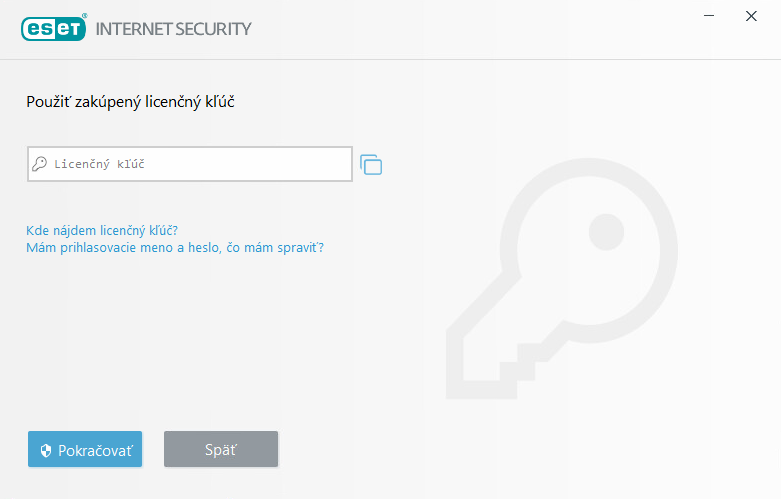 eset® INTERNET SECURITY
Použiť zakúpený licenčný kľúč
Licenčný kľúč
Kde nájdem licenčný kľúč?
Mám prihlasovacie meno a heslo, čo mám spraviť?
Pokračovať Späť